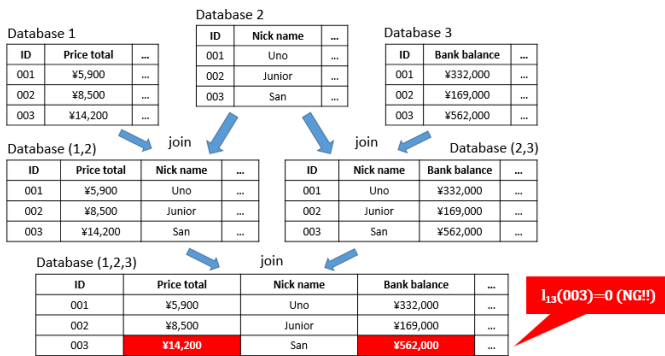 Database 1
ID Price total ...
001 ¥5,900 ...
002 ¥8,500 ...
003 ¥14,200 ...
Database 2
ID Nick name ...
001 Uno ...
002 Junior ...
003 San ...
Database 3
ID Bank balance ...
001 ¥332,000 ...
002 ¥169,000 ...
003 ¥562,000 ...
join
join
Database (1,2)
ID Price total Nick name ...
001 ¥5,900 Uno ...
002 ¥8,500 Junior ...
003 ¥14,200 San ...
Database (2,3)
ID Nick name Bank balance ...
001 Uno ¥332,000 ...
002 Junior ¥169,000 ...
003 San ¥562,000 ...
join
Database (1,2,3)
ID Price total Nick name Bank balance ...
001 ¥5,900 Uno ¥332,000 ...
002 ¥8,500 Junior ¥169,000 ...
003 ¥14,200 San ¥562,000 ...
l₁₃(003)=0 (NG!!)